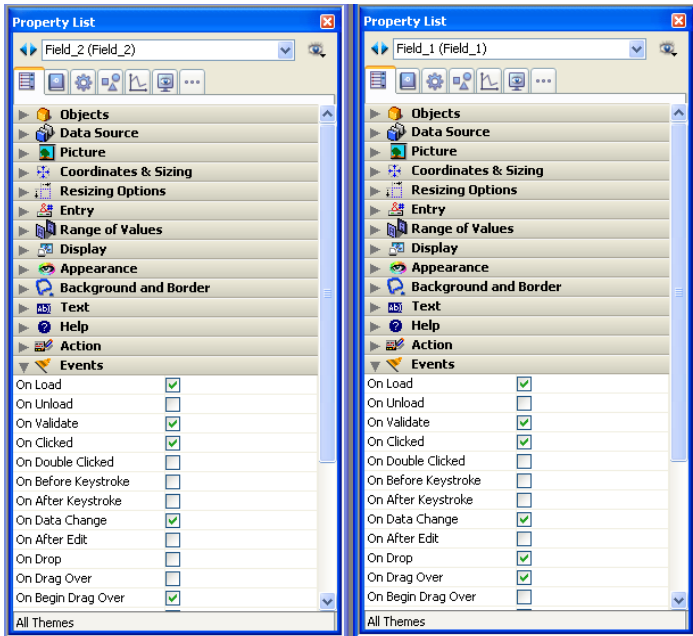 Property List
Field_2 (Field_2)
Objects
Data Source
Picture
Coordinates & Sizing
Resizing Options
Entry
Range of Values
Display
Appearance
Background and Border
Text
Help
Action
Events
On Load
On Unload
On Validate
On Clicked
On Double Clicked
On Before Keystroke
On After Keystroke
On Data Change
On After Edit
On Drop
On Drag Over
On Begin Drag Over
All Themes
Property List
Field_1 (Field_1)
Objects
Data Source
Picture
Coordinates & Sizing
Resizing Options
Entry
Range of Values
Display
Appearance
Background and Border
Text
Help
Action
Events
On Load
On Unload
On Validate
On Clicked
On Double Clicked
On Before Keystroke
On After Keystroke
On Data Change
On After Edit
On Drop
On Drag Over
On Begin Drag Over
All Themes